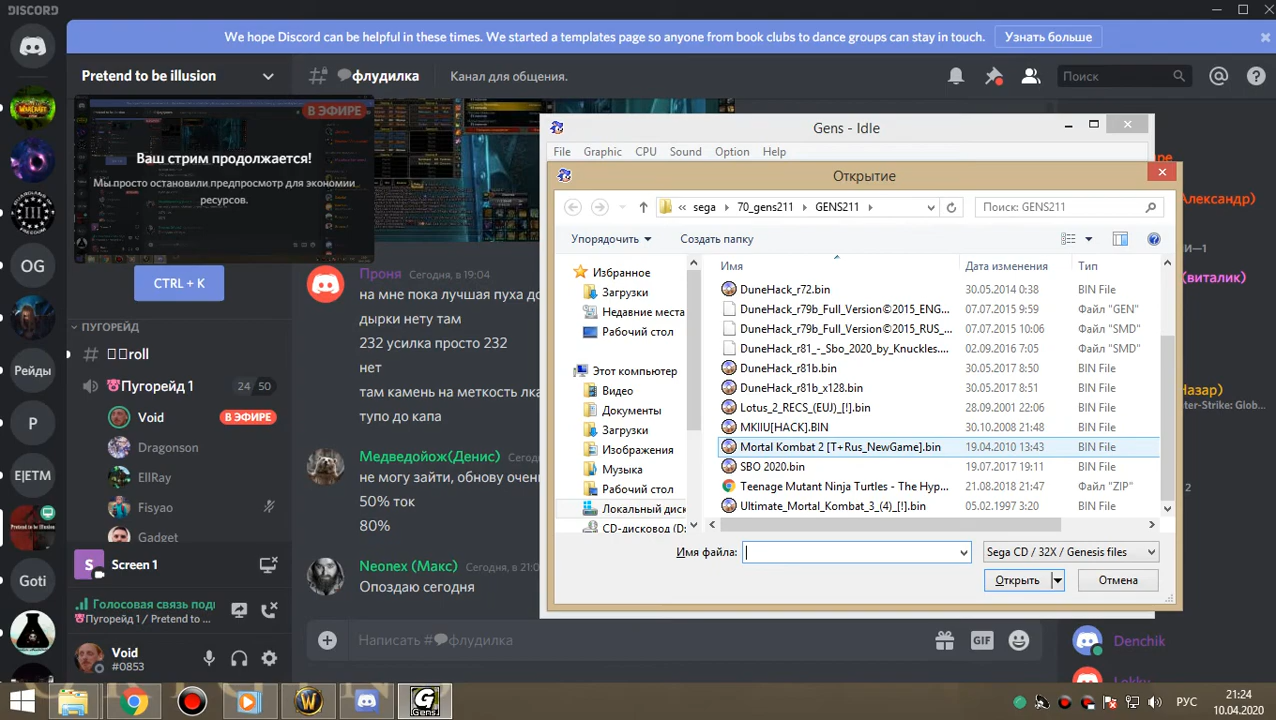 DISCORD
We hope Discord can be helpful in these times. We started a templates page so anyone from book clubs to dance groups can stay in touch.
Узнать больше
Pretend to be illusion
флудилка
Канал для общения.
Поиск
В ЭФИРЕ
Ваш стрим продолжается!
Мы просто остановили предпросмотр для экономии
ресурсов.
CTRL + K
ПУГОРЕЙД
roll
Пугорейд 1
24 50
Void
В ЭФИРЕ
Dragonson
EllRay
Fisyao
Gadget
OG
Рейды
P
E|ETM
Goti
S
Screen 1
Голосовая связь под
Пугорейд 1 / Pretend to ...
Void
#0853
Проня Сегодня, в 19:04
на мне пока лучшая пуха до
дырки нету там
232 усилка просто 232
нет
там камень на меткость лка
тупо до капа
Медведойож(Денис) Сегодн
не могу зайти, обнову очен
50% ток
80%
Neonex (Макс) Сегодня, в 21:0
Опоздаю сегодня
Написать #флудилка
GIF
Александр)
(виталик)
Назар)
ter-Strike: Glob...
Denchik
Gens - Idle
File Graphic CPU Sound Option Help
Открытие
« sega 70_gens211 GENS211
Поиск: GENS211
Упорядочить
Создать папку
Избранное
Загрузки
Недавние места
Рабочий стол
Этот компьютер
Видео
Документы
Загрузки
Изображения
Музыка
Рабочий стол
Локальный диск
CD-дисковод (D:
Имя Дата изменения Тип
DuneHack_r72.bin 30.05.2014 0:38 BIN File
DuneHack_r79b_Full_Version©2015_ENG... 07.07.2015 9:59 Файл "GEN"
DuneHack_r79b_Full_Version©2015_RUS_... 07.07.2015 10:06 Файл "SMD"
DuneHack_r81_-_Sbo_2020_by_Knuckles.... 02.09.2016 7:05 Файл "SMD"
DuneHack_r81b.bin 30.05.2017 8:50 BIN File
DuneHack_r81b_x128.bin 30.05.2017 8:51 BIN File
Lotus_2_RECS_(EUJ)_[!].bin 28.09.2001 22:06 BIN File
MKIIU[HACK].BIN 30.10.2008 21:48 BIN File
Mortal Kombat 2 [T+Rus_NewGame].bin 19.04.2010 13:43 BIN File
SBO 2020.bin 19.07.2017 19:11 BIN File
Teenage Mutant Ninja Turtles - The Hyp... 21.08.2018 21:47 Файл "ZIP"
Ultimate_Mortal_Kombat_3_(4)_[!].bin 05.02.1997 3:20 BIN File
Имя файла:
Sega CD / 32X / Genesis files
Открыть
Отмена
Gens
РУС
21:24
10.04.2020